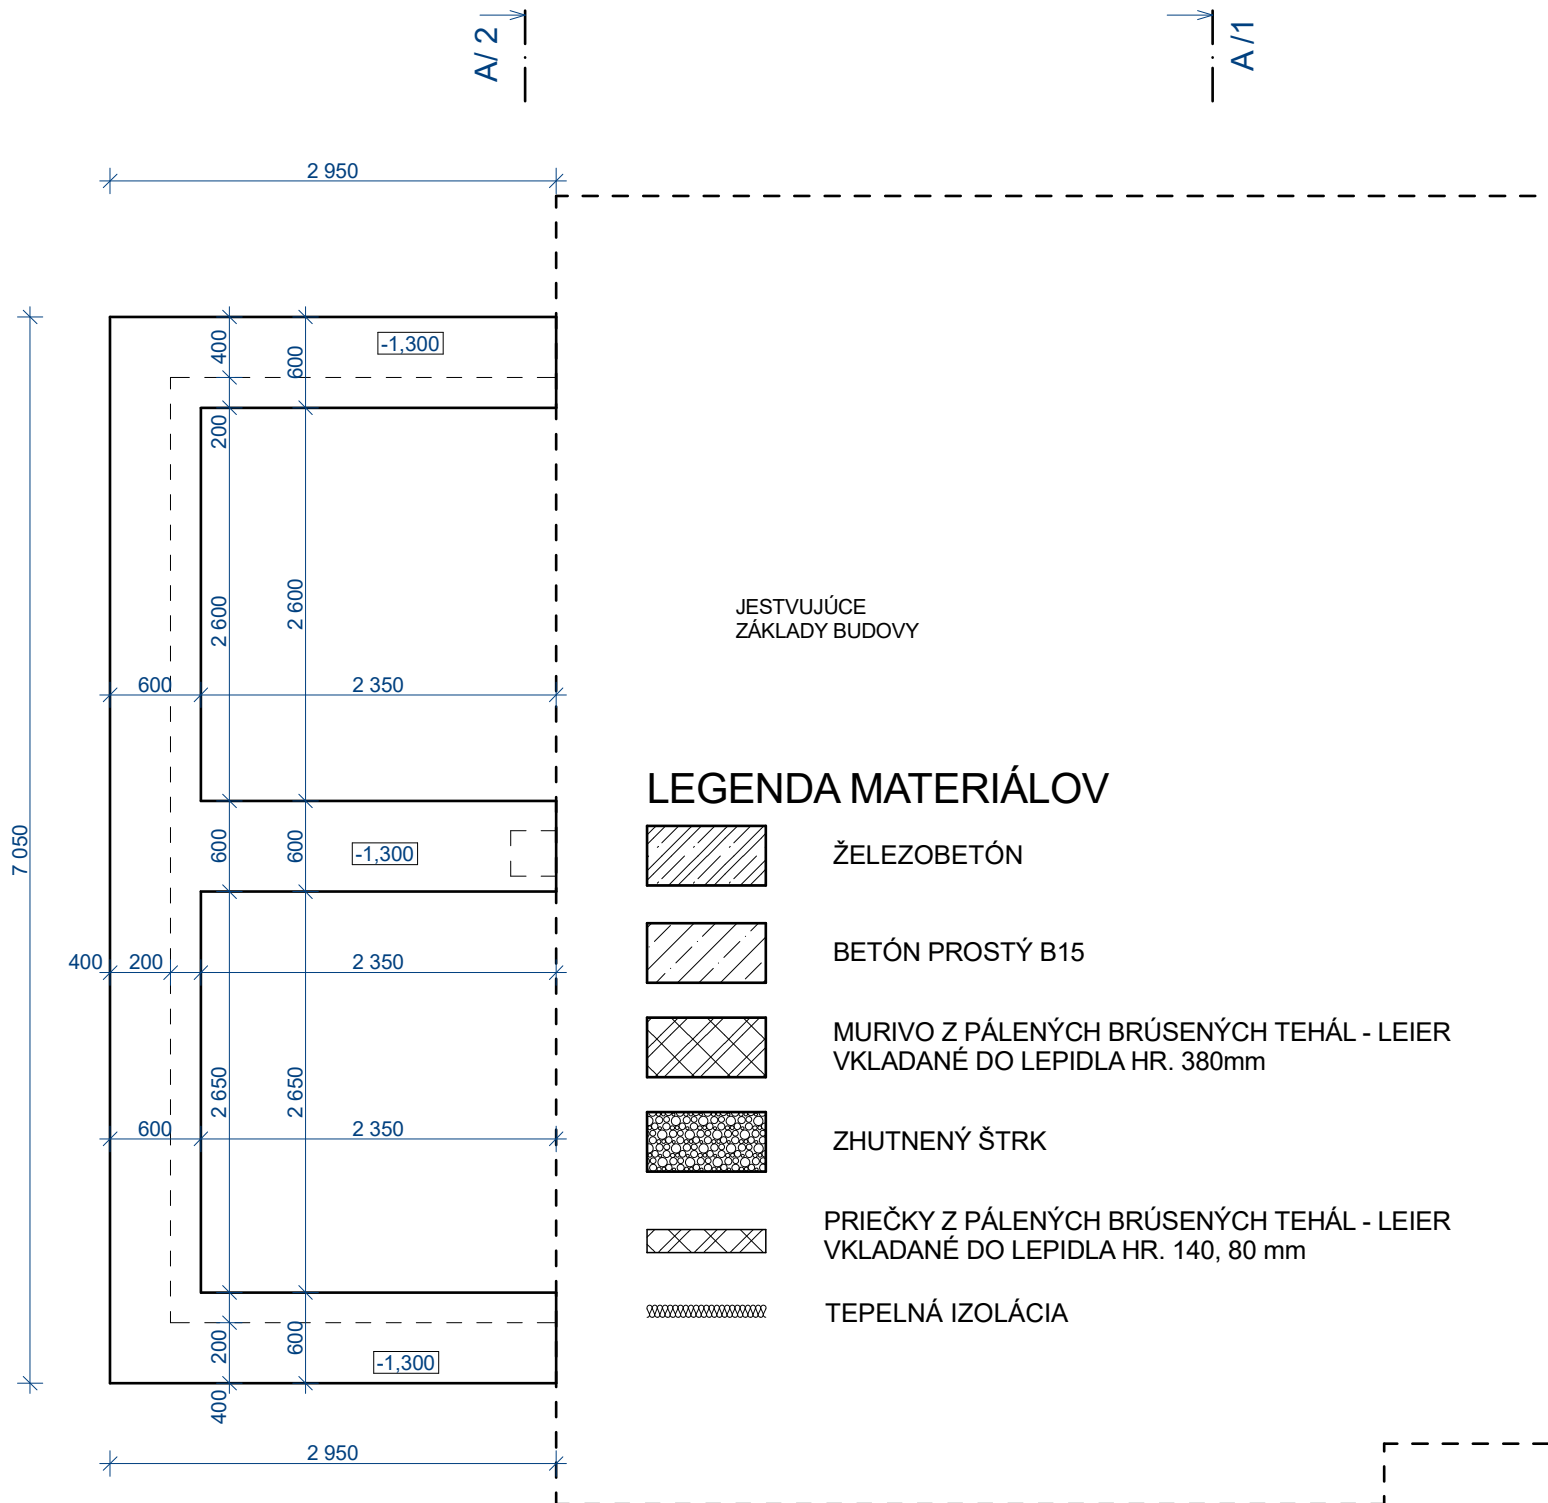 A/ 2
A /1
2 950
400
600
-1,300
200
2 600
2 600
JESTVUJÚCE
ZÁKLADY BUDOVY
600
2 350
LEGENDA MATERIÁLOV
7 050
600
600
-1,300
ŽELEZOBETÓN
400
200
2 350
BETÓN PROSTÝ B15
MURIVO Z PÁLENÝCH BRÚSENÝCH TEHÁL - LEIER
VKLADANÉ DO LEPIDLA HR. 380mm
2 650
2 650
600
2 350
ZHUTNENÝ ŠTRK
PRIEČKY Z PÁLENÝCH BRÚSENÝCH TEHÁL - LEIER
VKLADANÉ DO LEPIDLA HR. 140, 80 mm
TEPELNÁ IZOLÁCIA
200
600
-1,300
400
2 950